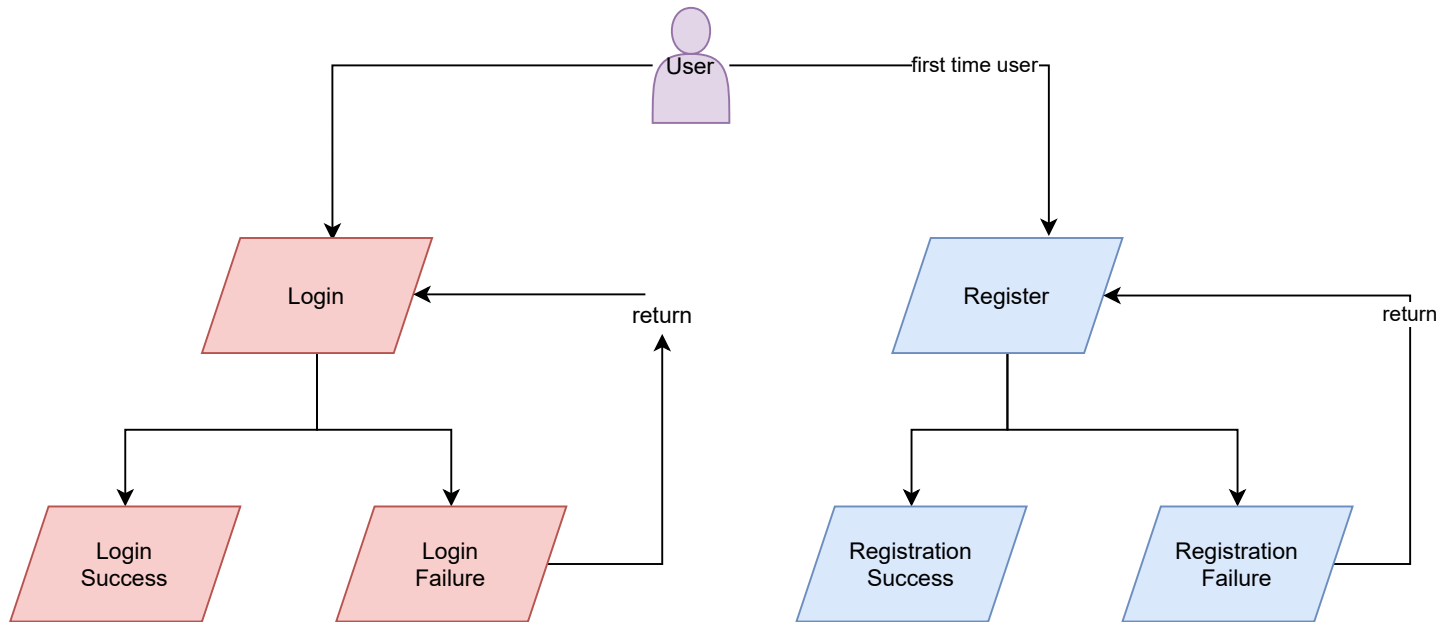 User
first time user
Login
Register
return
return
Login
Success
Login
Failure
Registration
Success
Registration
Failure